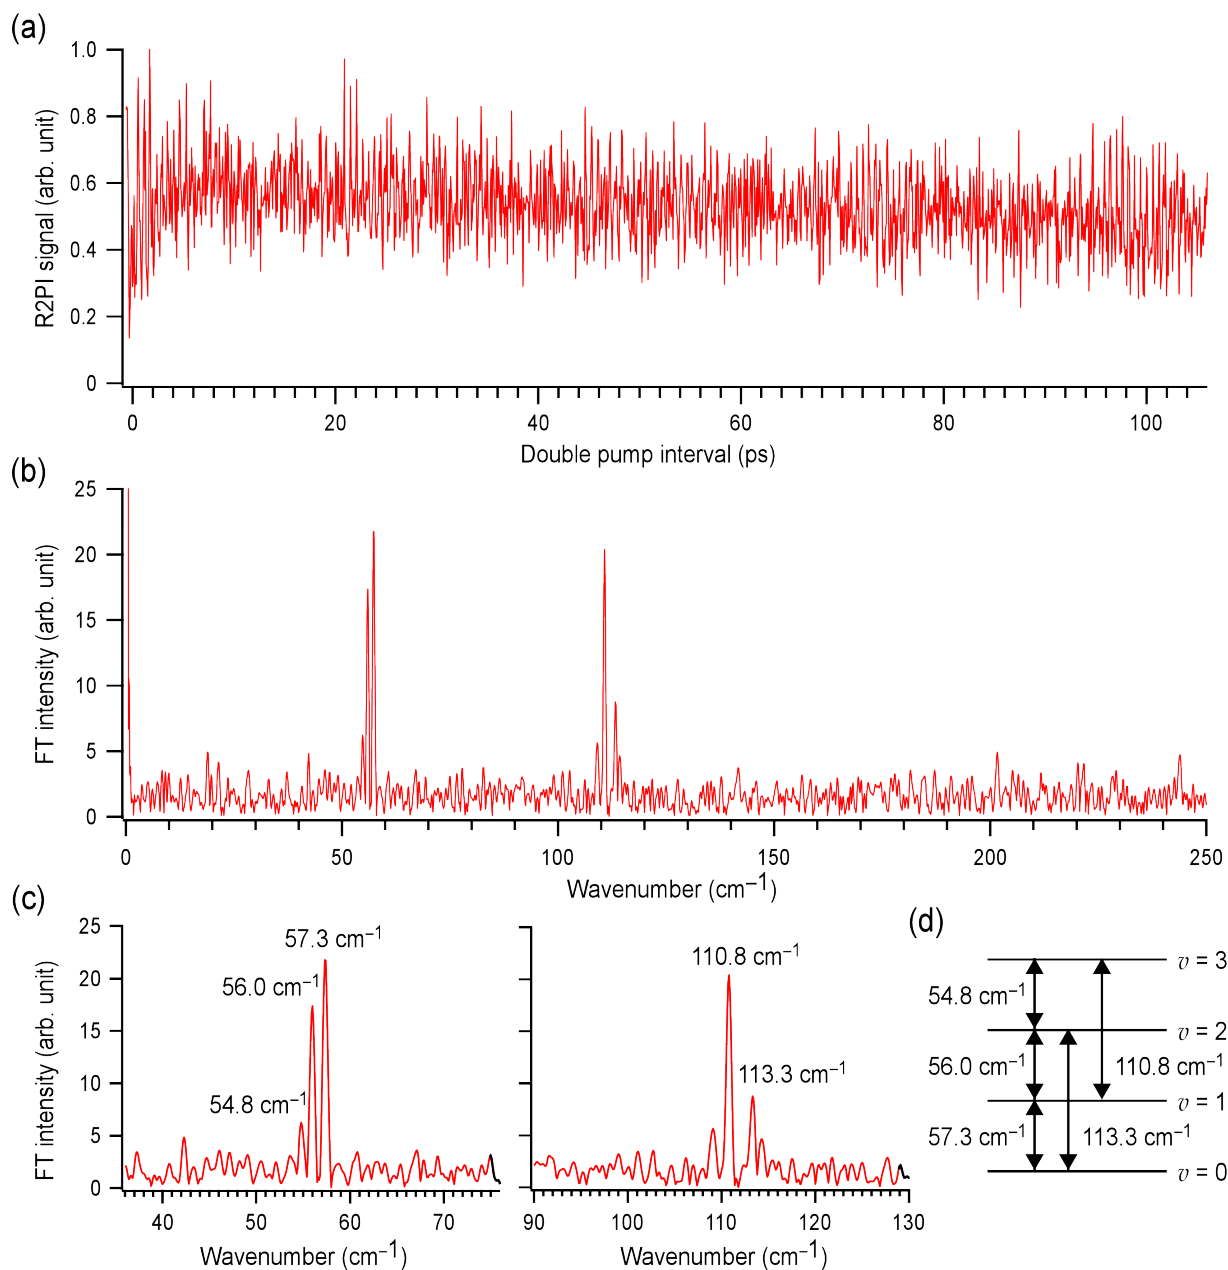 (a)
1.0
0.8
0.6
0.4
0.2
0
R2PI signal (arb. unit)
0 20 40 60 80 100
Double pump interval (ps)
(b)
25
20
15
10
5
0
FT intensity (arb. unit)
0 50 100 150 200 250
Wavenumber (cm⁻¹)
(c)
25
20
15
10
5
0
FT intensity (arb. unit)
57.3 cm⁻¹
56.0 cm⁻¹
54.8 cm⁻¹
40 50 60 70
Wavenumber (cm⁻¹)
110.8 cm⁻¹
113.3 cm⁻¹
90 100 110 120 130
Wavenumber (cm⁻¹)
(d)
v = 3
54.8 cm⁻¹
v = 2
56.0 cm⁻¹
110.8 cm⁻¹
v = 1
57.3 cm⁻¹
113.3 cm⁻¹
v = 0